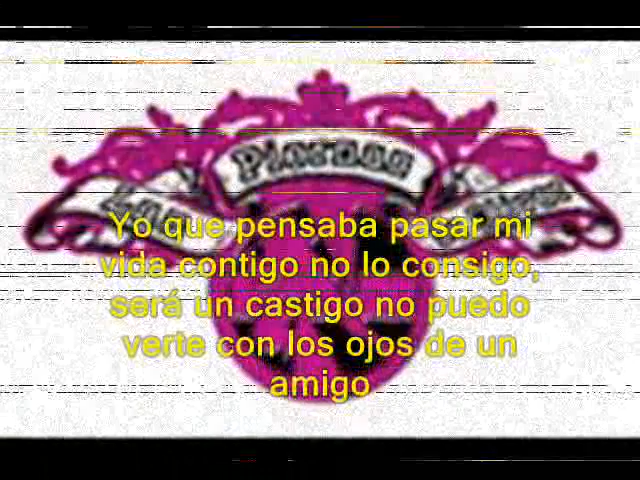 Yo que pensaba pasar mi
vida contigo no lo consigo,
será un castigo no puedo
verte con los ojos de un
amigo